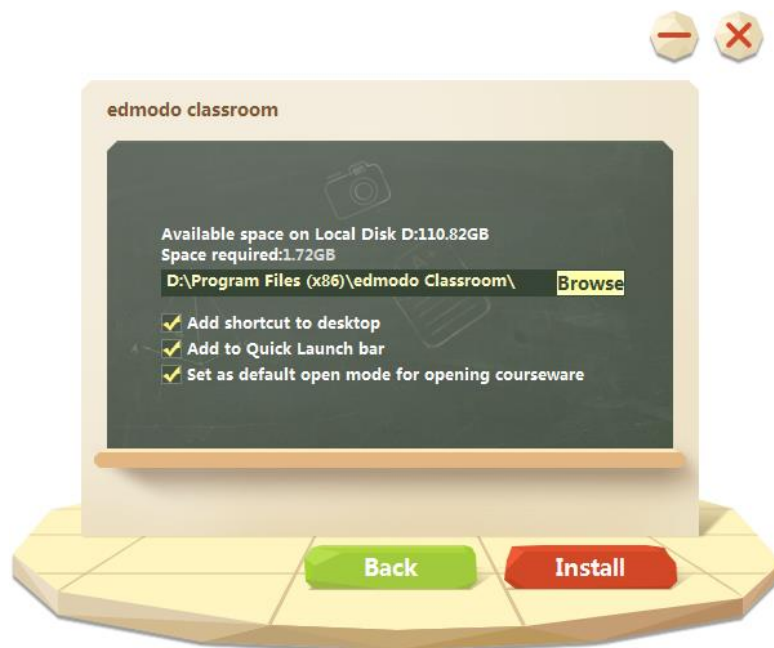 edmodo classroom
Available space on Local Disk D:110.82GB
Space required:1.72GB
D:\Program Files (x86)\edmodo Classroom\ Browse
Add shortcut to desktop
Add to Quick Launch bar
Set as default open mode for opening courseware
Back Install